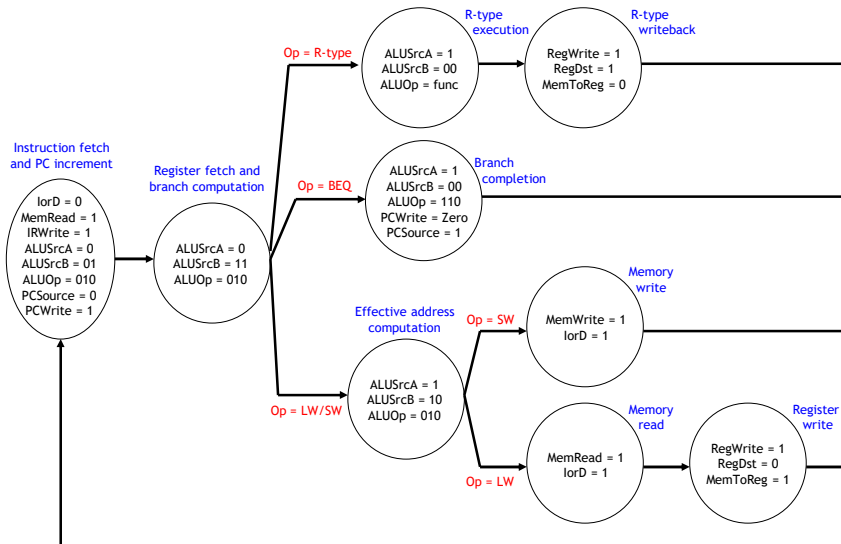 Instruction fetch
and PC increment
IorD = 0
MemRead = 1
IRWrite = 1
ALUSrcA = 0
ALUSrcB = 01
ALUOp = 010
PCSource = 0
PCWrite = 1
Register fetch and
branch computation
ALUSrcA = 0
ALUSrcB = 11
ALUOp = 010
Op = R-type
R-type
execution
ALUSrcA = 1
ALUSrcB = 00
ALUOp = func
R-type
writeback
RegWrite = 1
RegDst = 1
MemToReg = 0
Op = BEQ
Branch
completion
ALUSrcA = 1
ALUSrcB = 00
ALUOp = 110
PCWrite = Zero
PCSource = 1
Op = LW/SW
Effective address
computation
ALUSrcA = 1
ALUSrcB = 10
ALUOp = 010
Op = SW
Memory
write
MemWrite = 1
IorD = 1
Op = LW
Memory
read
MemRead = 1
IorD = 1
Register
write
RegWrite = 1
RegDst = 0
MemToReg = 1